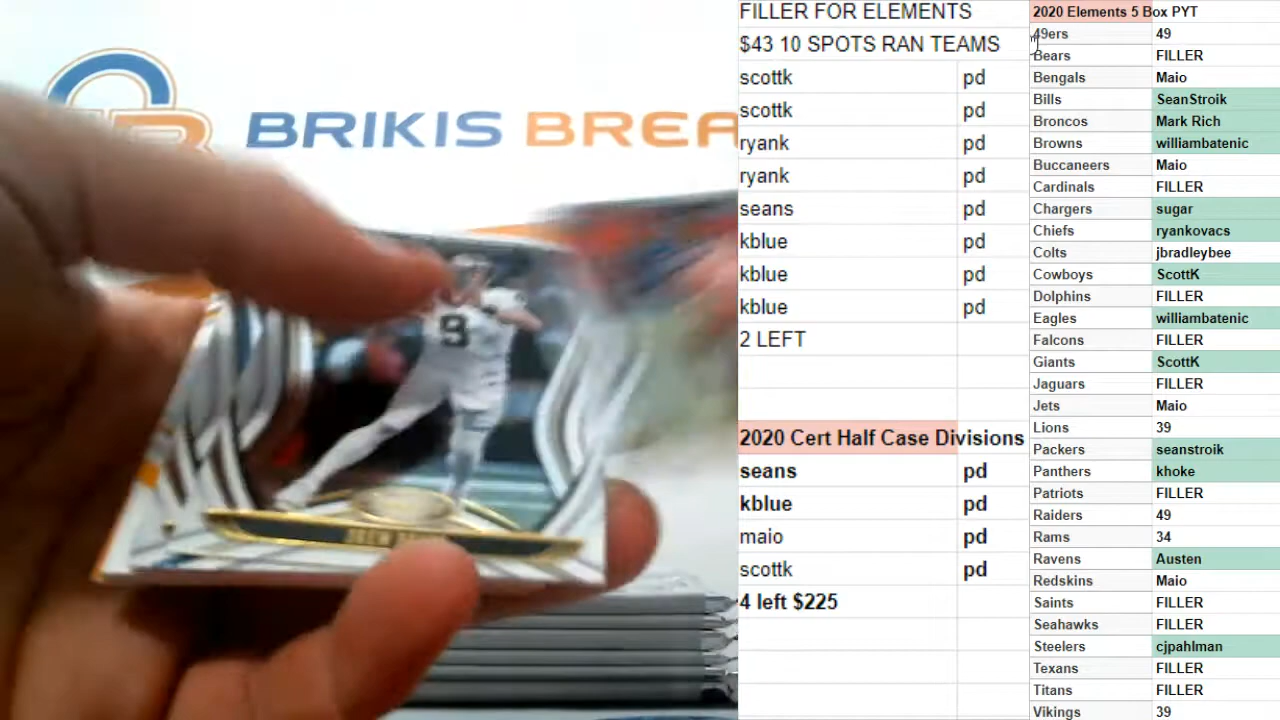 BRIKIS BREA
9
DREW
FILLER FOR ELEMENTS
$43 10 SPOTS RAN TEAMS
scottk pd
scottk pd
ryank pd
ryank pd
seans pd
kblue pd
kblue pd
kblue pd
2 LEFT
2020 Cert Half Case Divisions
seans pd
kblue pd
maio pd
scottk pd
4 left $225
2020 Elements 5 Box PYT
49ers 49
Bears FILLER
Bengals Maio
Bills SeanStroik
Broncos Mark Rich
Browns williambatenic
Buccaneers Maio
Cardinals FILLER
Chargers sugar
Chiefs ryankovacs
Colts jbradleybee
Cowboys ScottK
Dolphins FILLER
Eagles williambatenic
Falcons FILLER
Giants ScottK
Jaguars FILLER
Jets Maio
Lions 39
Packers seanstroik
Panthers khoke
Patriots FILLER
Raiders 49
Rams 34
Ravens Austen
Redskins Maio
Saints FILLER
Seahawks FILLER
Steelers cjpahlman
Texans FILLER
Titans FILLER
Vikings 39